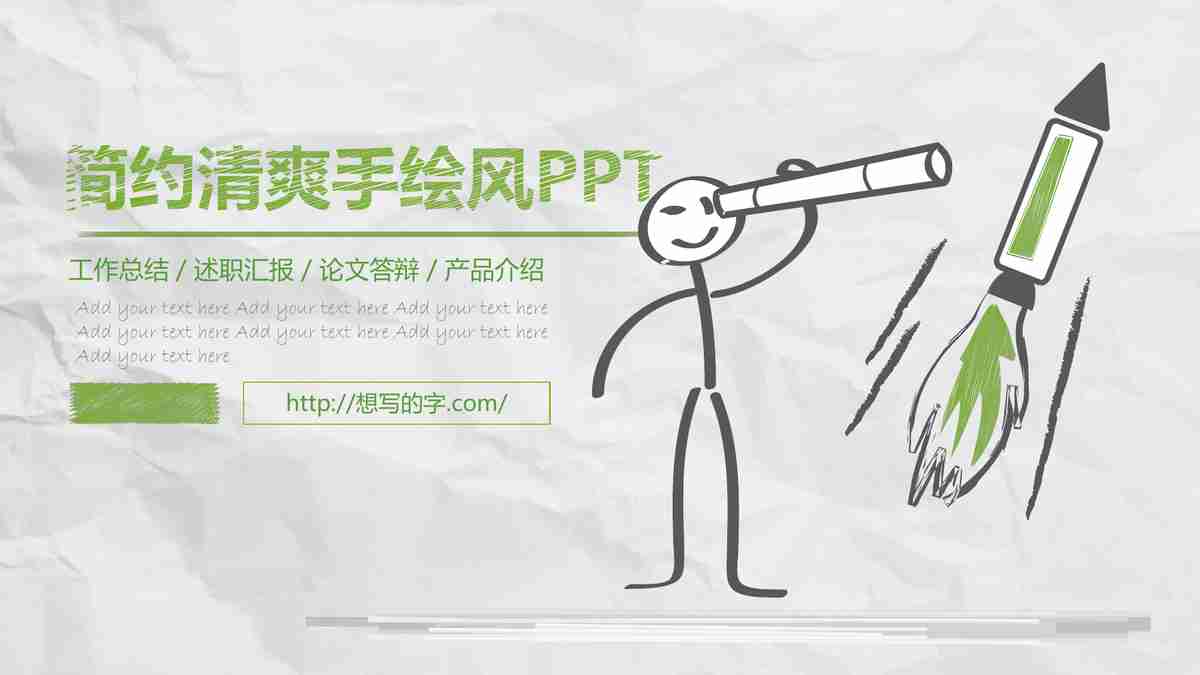 简约清爽手绘风PPT
工作总结 / 述职汇报 / 论文答辩 / 产品介绍
Add your text here Add your text here Add your text here
Add your text here Add your text here Add your text here
Add your text here
http://想写的字.com/